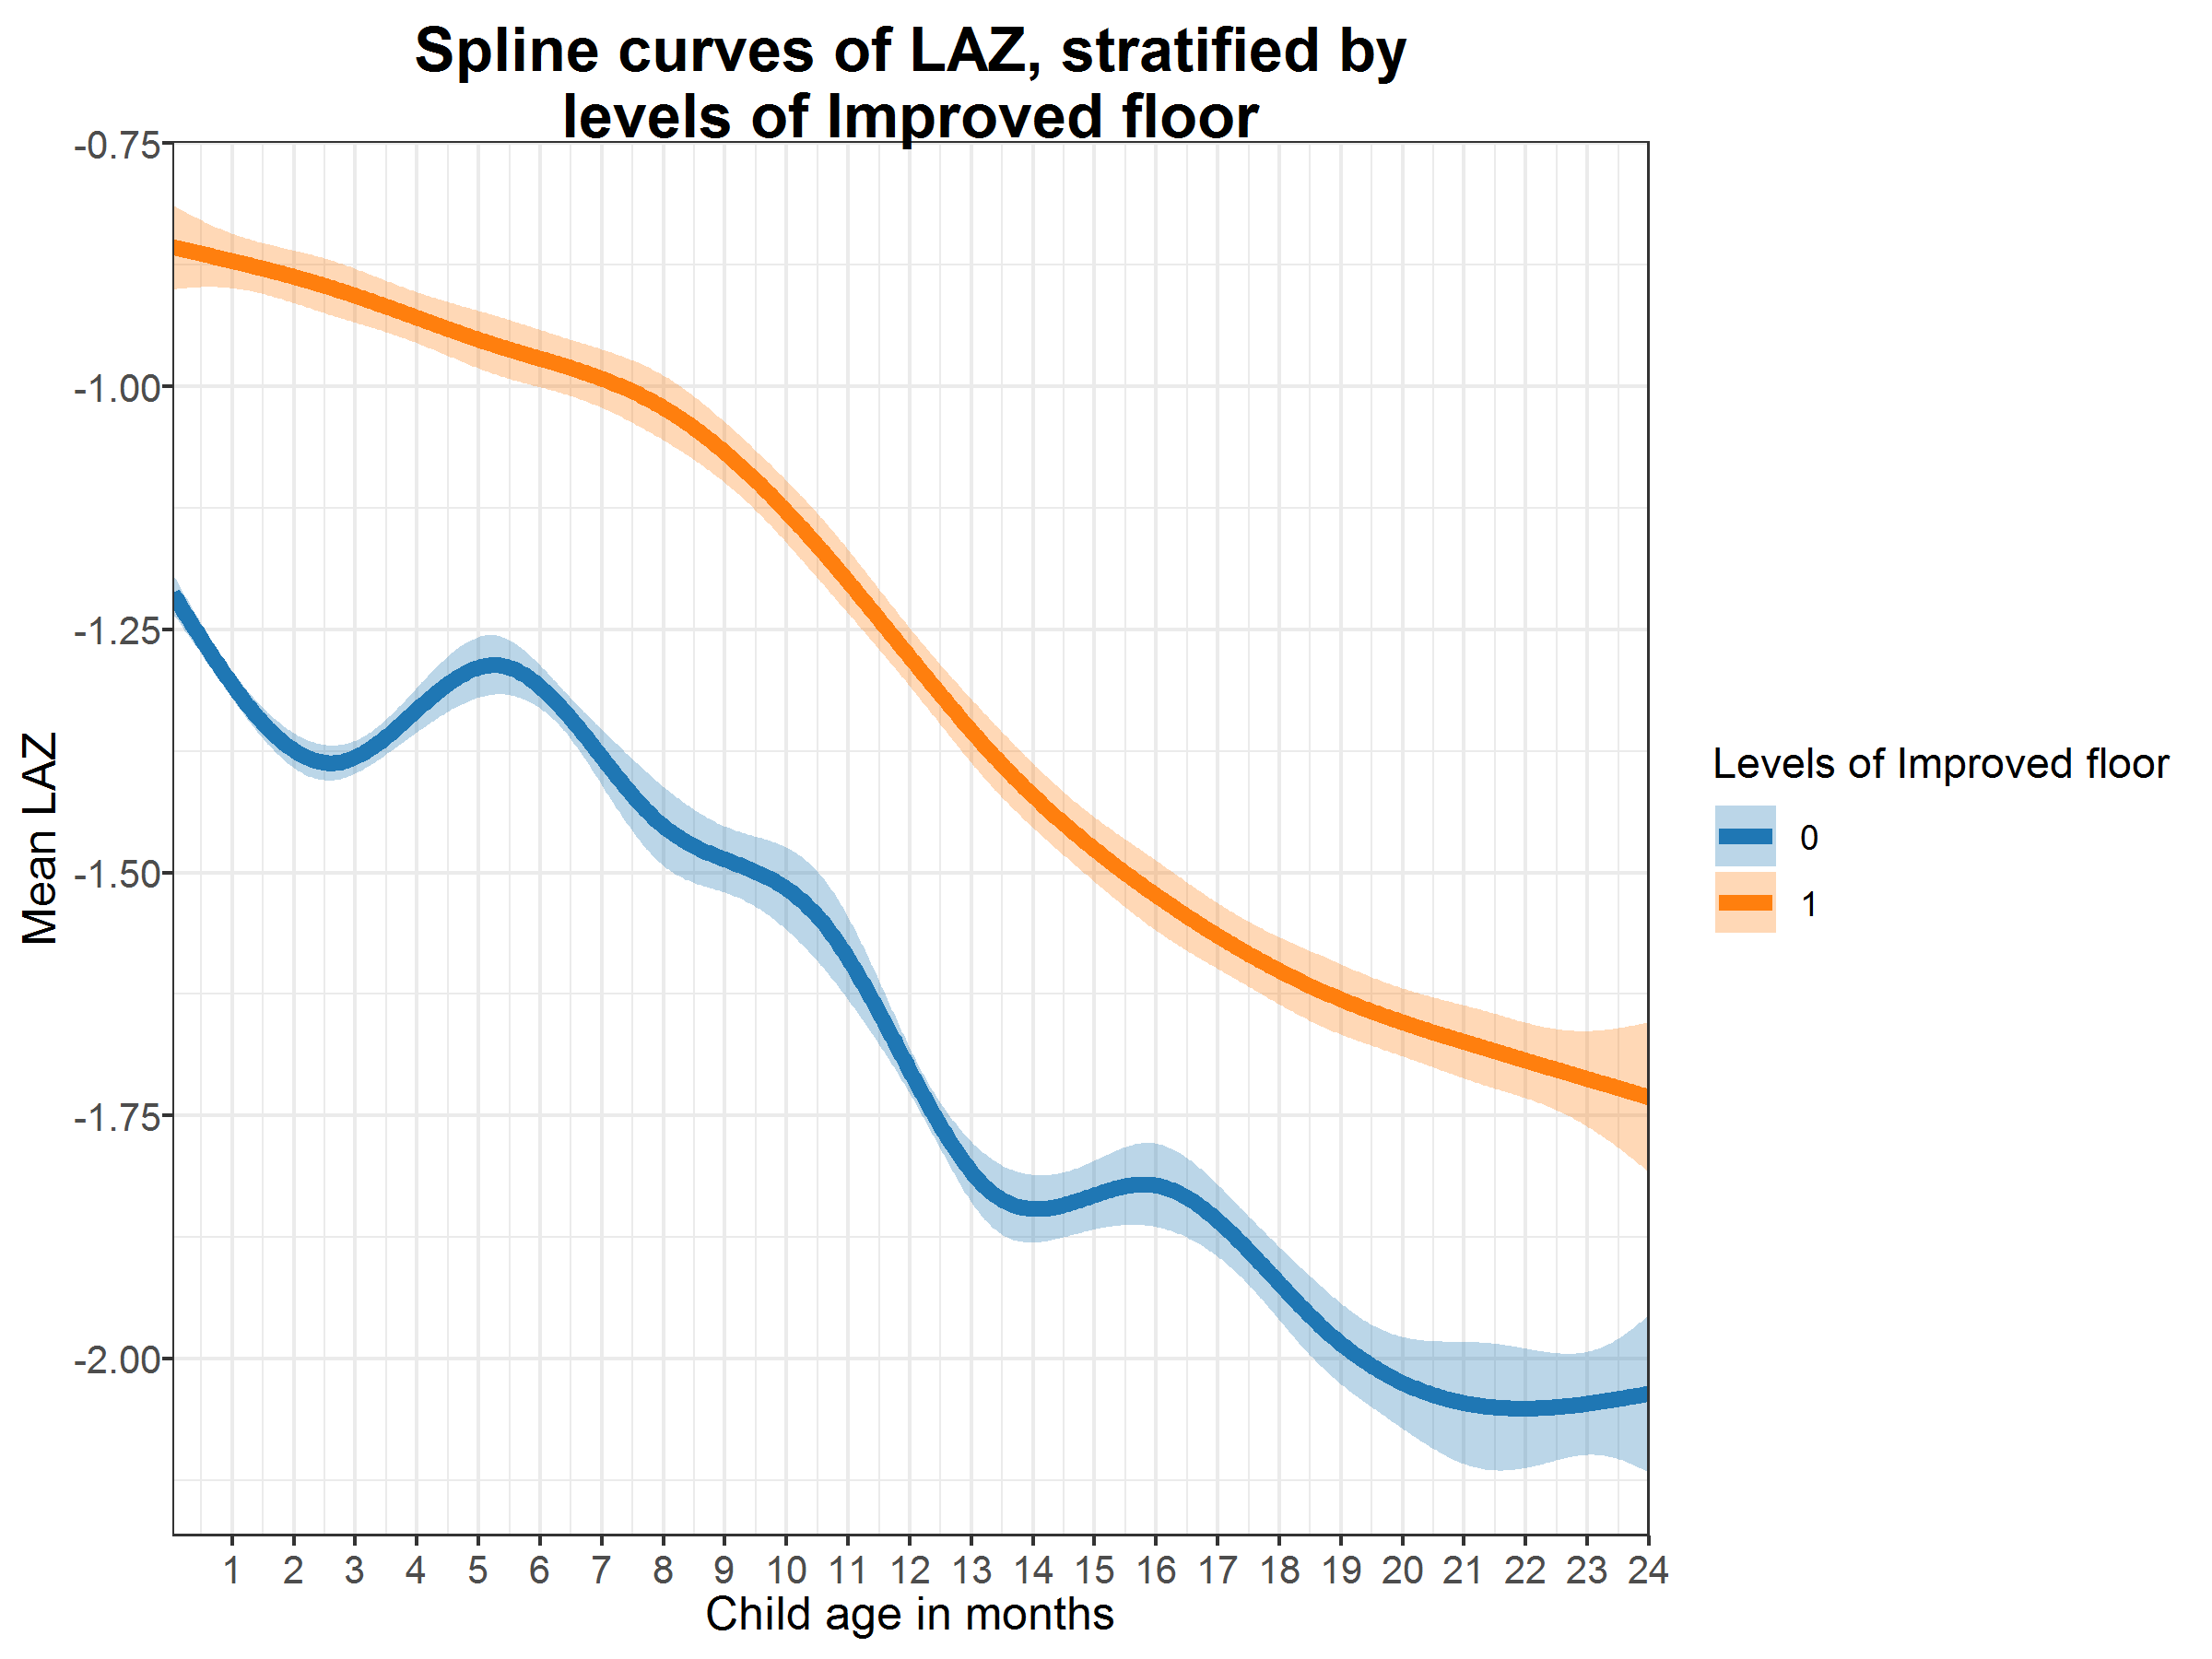 Spline curves of LAZ, stratified by
levels of Improved floor
-0.75
-1.00
-1.25
-1.50
-1.75
-2.00
Mean LAZ
1 2 3 4 5 6 7 8 9 10 11 12 13 14 15 16 17 18 19 20 21 22 23 24
Child age in months
Levels of Improved floor
0
1